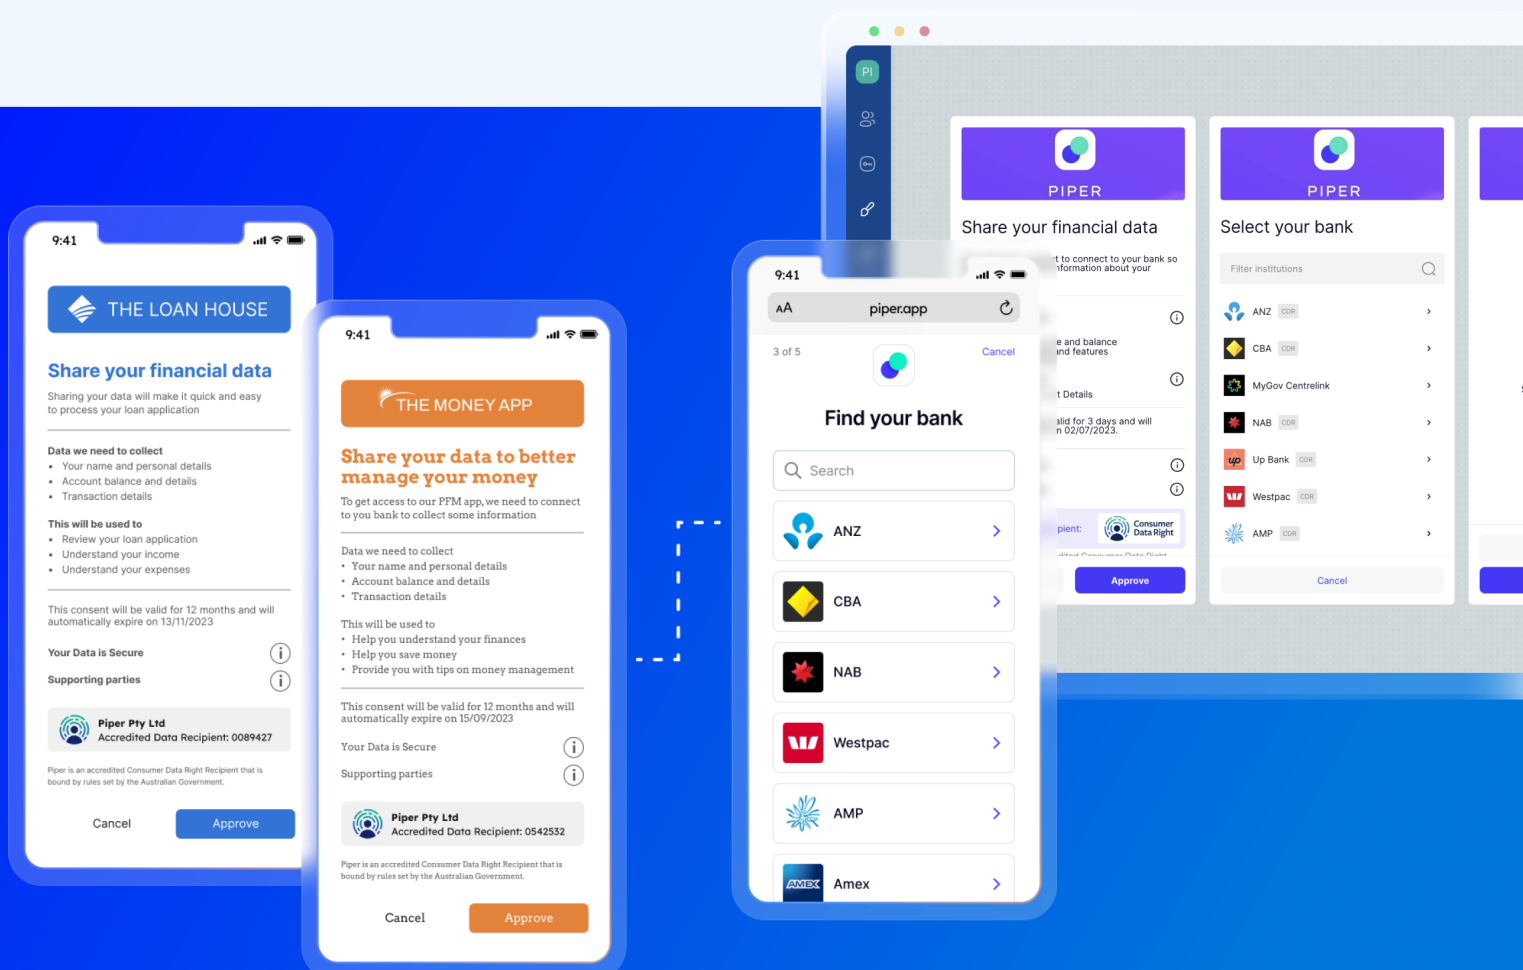 9:41
THE LOAN HOUSE
Share your financial data
Sharing your data will make it quick and easy
to process your loan application
Data we need to collect
• Your name and personal details
• Account balance and details
• Transaction details
This will be used to
• Review your loan application
• Understand your income
• Understand your expenses
This consent will be valid for 12 months and will
automatically expire on 13/11/2023
Your Data is Secure
Supporting parties
Piper Pty Ltd
Accredited Data Recipient: 0089427
Piper is an accredited Consumer Data Right Recipient that is
bound by rules set by the Australian Government.
Cancel
Approve
9:41
THE MONEY APP
Share your data to better
manage your money
To get access to our PFM app, we need to connect
to you bank to collect some information
Data we need to collect
• Your name and personal details
• Account balance and details
• Transaction details
This will be used to
• Help you understand your finances
• Help you save money
• Provide you with tips on money management
This consent will be valid for 12 months and will
automatically expire on 15/09/2023
Your Data is Secure
Supporting parties
Piper Pty Ltd
Accredited Data Recipient: 0542532
Piper is an accredited Consumer Data Right Recipient that is
bound by rules set by the Australian Government.
Cancel
Approve
9:41
AA
piper.app
3 of 5
Cancel
Find your bank
Search
ANZ
CBA
NAB
Westpac
AMP
AMEX
Amex
PI
PIPER
Share your financial data
to connect to your bank so
information about your
and balance
and features
Details
valid for 3 days and will
02/07/2023.
Consumer
Data Right
Consumer Data Right
Approve
PIPER
Select your bank
Filter institutions
ANZ CDR
CBA CDR
MyGov Centrelink
NAB CDR
up Up Bank CDR
Westpac CDR
AMP CDR
Cancel